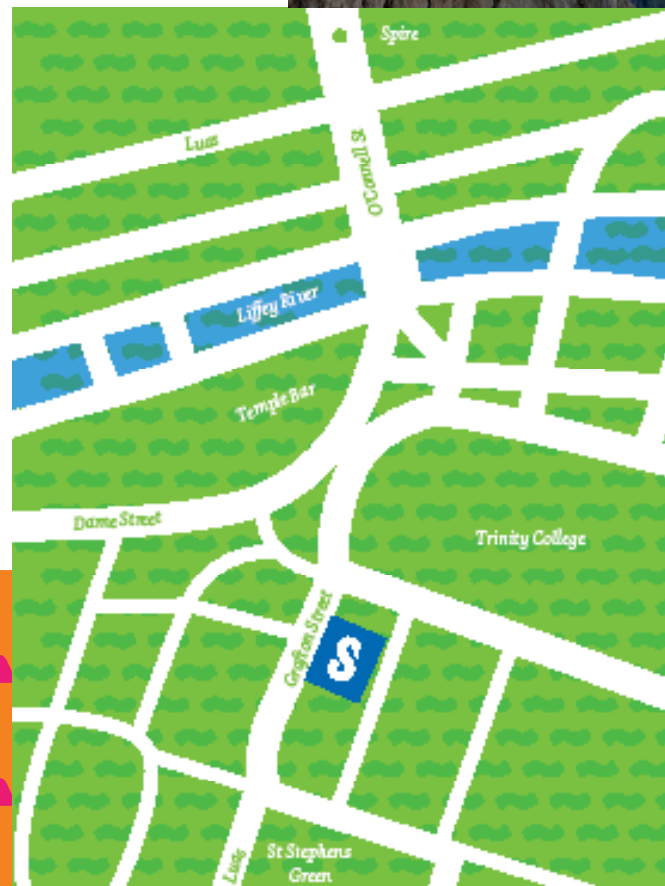 Spire
Luas
O'Connell St
Liffey River
Temple Bar
Dame Street
Trinity College
Grafton Street
S
Luas
St Stephens
Green